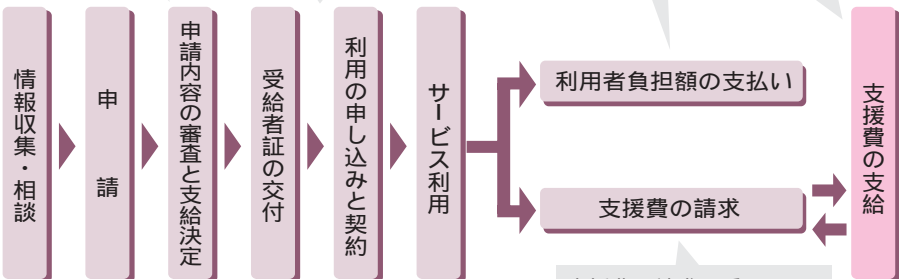 情報収集・相談
申請
申請内容の審査と支給決定
受給者証の交付
利用の申し込みと契約
サービス利用
利用者負担額の支払い
支援費の請求
支援費の支給